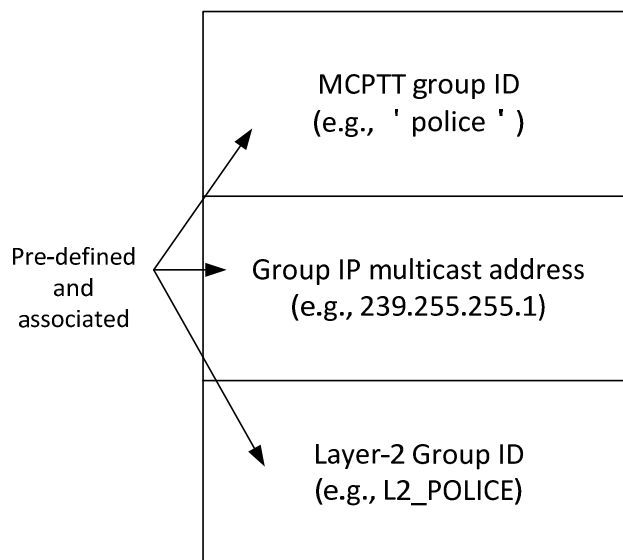 MCPTT group ID
(e.g., ＇police＇)
Pre-defined
and
associated
Group IP multicast address
(e.g., 239.255.255.1)
Layer-2 Group ID
(e.g., L2_POLICE)